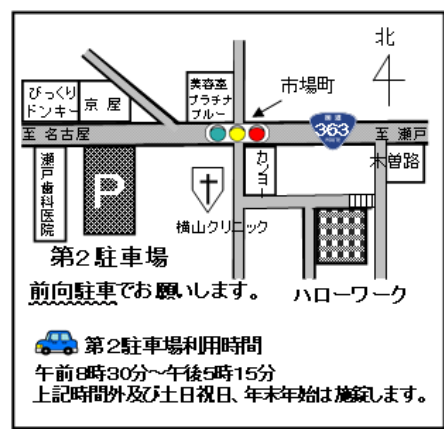 北
市場町
美容室
プラチナ
ブルー
びっくり
ドンキー
京屋
至 名古屋
国道
363
至 瀬戸
瀬戸歯科医院
P
カンヨー
木曽路
横山クリニック
第2駐車場
前向駐車でお願いします。
ハローワーク
第2駐車場利用時間
午前8時30分~午後5時15分
上記時間外及び土日祝日、年末年始は施錠します。